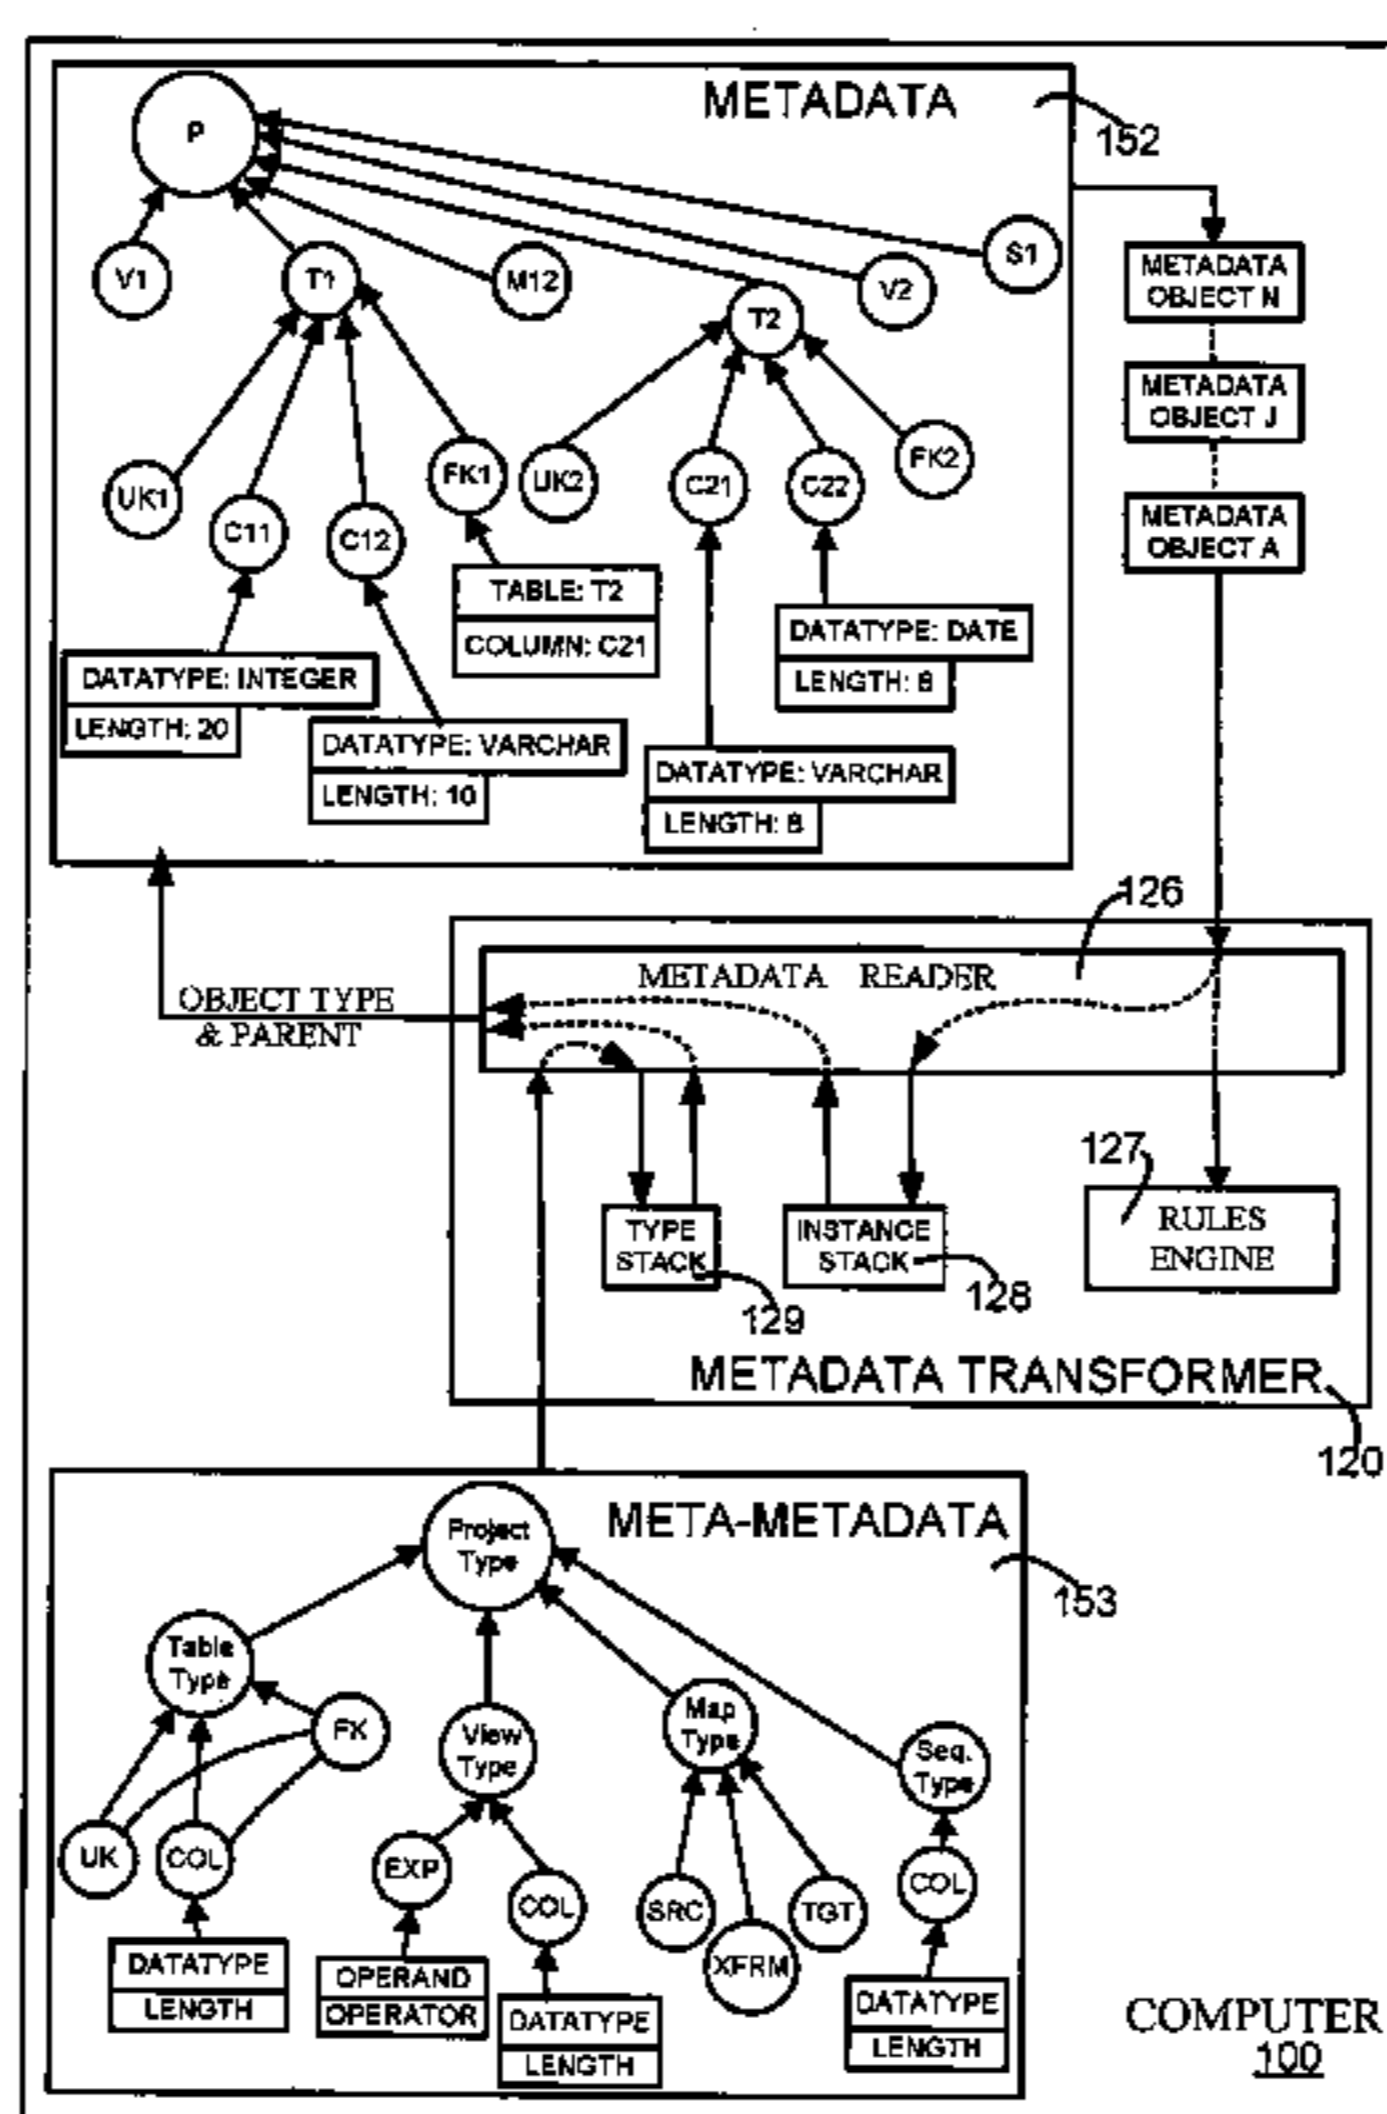 METADATA
152
P
V1
T1
M12
T2
V2
S1
METADATA
OBJECT N
METADATA
OBJECT J
METADATA
OBJECT A
UK1
C11
C12
FK1
UK2
C21
C22
FK2
TABLE: T2
COLUMN: C21
DATATYPE: DATE
LENGTH: 8
DATATYPE: INTEGER
LENGTH: 20
DATATYPE: VARCHAR
LENGTH: 10
DATATYPE: VARCHAR
LENGTH: 8
126
METADATA READER
OBJECT TYPE
& PARENT
127
TYPE
STACK
129
INSTANCE
STACK
128
RULES
ENGINE
METADATA TRANSFORMER
120
META-METADATA
153
Project
Type
Table
Type
FK
View
Type
Map
Type
Seq.
Type
UK
COL
EXP
COL
SRC
XFRM
TGT
COL
DATATYPE
LENGTH
OPERAND
OPERATOR
DATATYPE
LENGTH
DATATYPE
LENGTH
COMPUTER
100